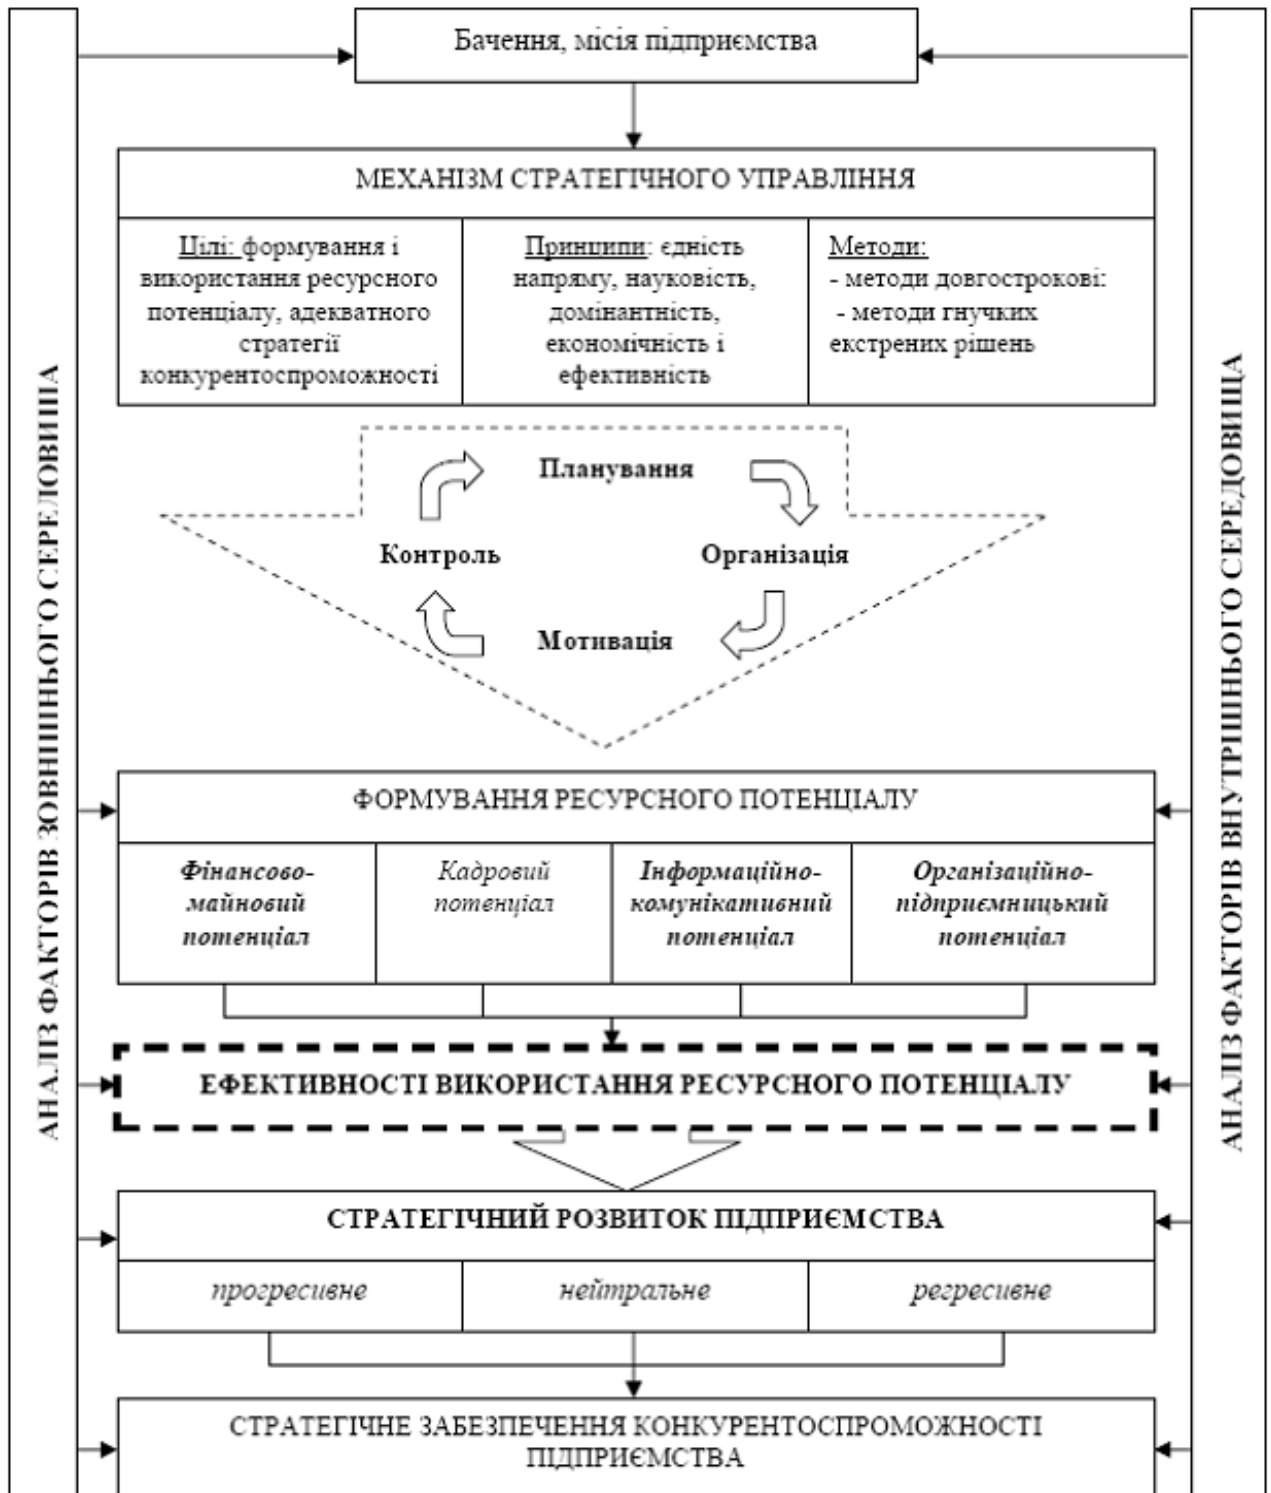 Бачення, місія підприємства
МЕХАНІЗМ СТРАТЕГІЧНОГО УПРАВЛІННЯ
Цілі: формування і
використання ресурсного
потенціалу, адекватного
стратегії
конкурентоспроможності
Принципи: єдність
напряму, науковість,
домінантність,
економічність і
ефективність
Методи:
- методи довгострокові:
- методи гнучких
екстрених рішень
Планування
Контроль
Організація
Мотивація
АНАЛІЗ ФАКТОРІВ ЗОВНІШНЬОГО СЕРЕДОВИЩА
АНАЛІЗ ФАКТОРІВ ВНУТРІШНЬОГО СЕРЕДОВИЩА
ФОРМУВАННЯ РЕСУРСНОГО ПОТЕНЦІАЛУ
Фінансово-
майновий
потенціал
Кадровий
потенціал
Інформаційно-
комунікативний
потенціал
Організаційно-
підприємницький
потенціал
ЕФЕКТИВНОСТІ ВИКОРИСТАННЯ РЕСУРСНОГО ПОТЕНЦІАЛУ
СТРАТЕГІЧНИЙ РОЗВИТОК ПІДПРИЄМСТВА
прогресивне
нейтральне
регресивне
СТРАТЕГІЧНЕ ЗАБЕЗПЕЧЕННЯ КОНКУРЕНТОСПРОМОЖНОСТІ
ПІДПРИЄМСТВА